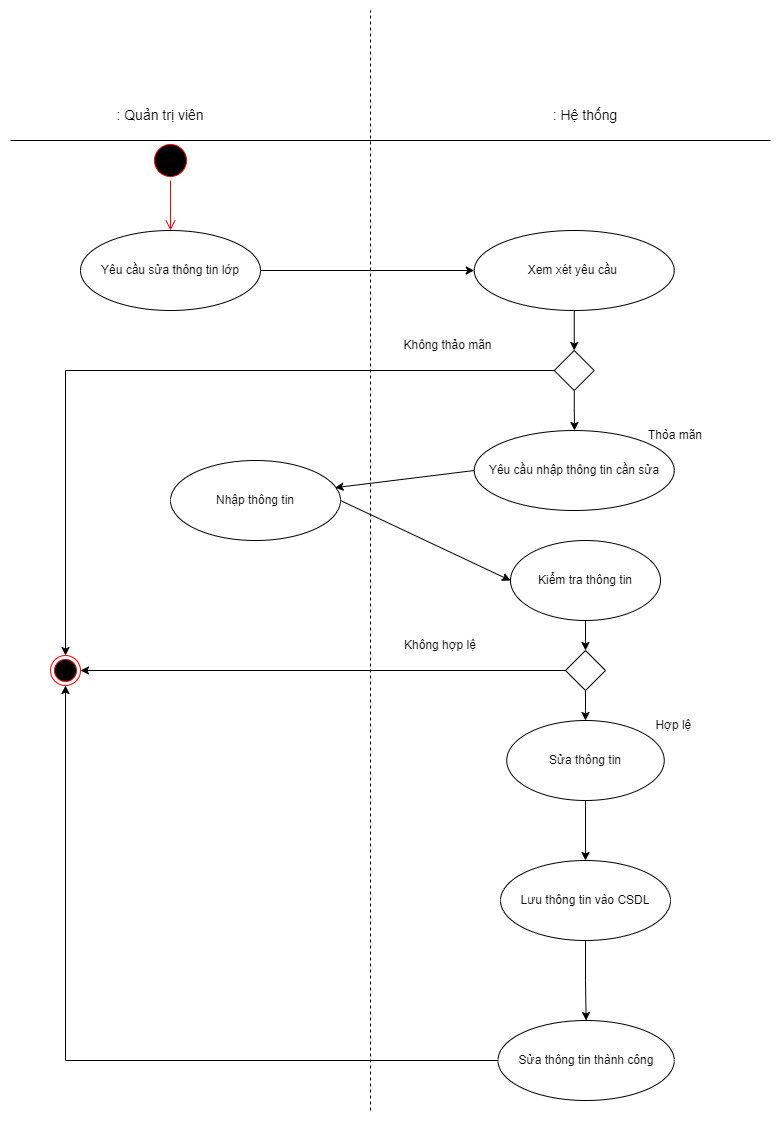 : Quản trị viên
: Hệ thống
Yêu cầu sửa thông tin lớp
Xem xét yêu cầu
Không thảo mãn
Thỏa mãn
Yêu cầu nhập thông tin cần sửa
Nhập thông tin
Kiểm tra thông tin
Không hợp lệ
Hợp lệ
Sửa thông tin
Lưu thông tin vào CSDL
Sửa thông tin thành công